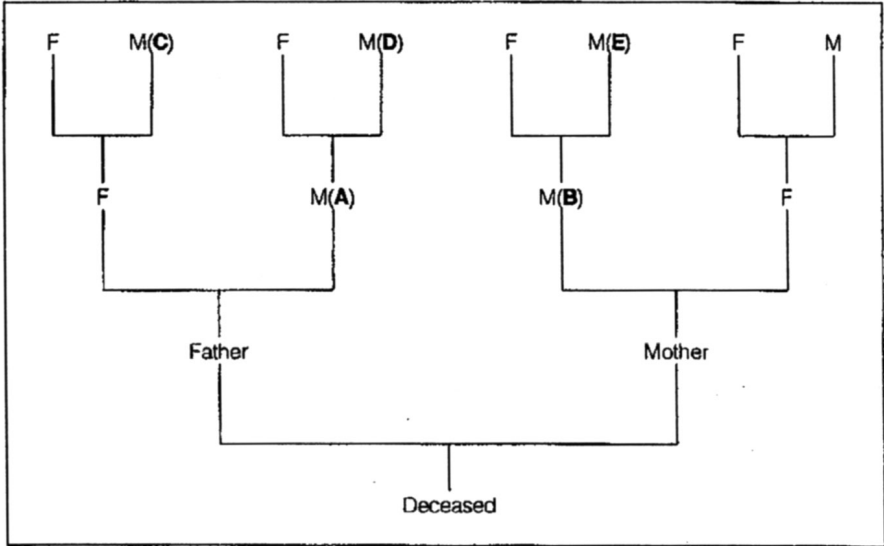 F M(C) F M(D) F M(E) F M
F M(A) M(B) F
Father Mother
Deceased